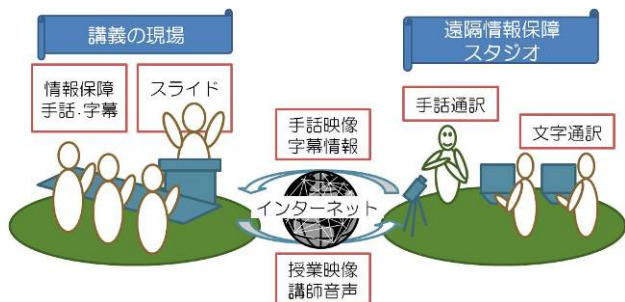 講義の現場
遠隔情報保障
スタジオ
情報保障
手話・字幕
スライド
手話映像
字幕情報
手話通訳
文字通訳
インターネット
授業映像
講師音声